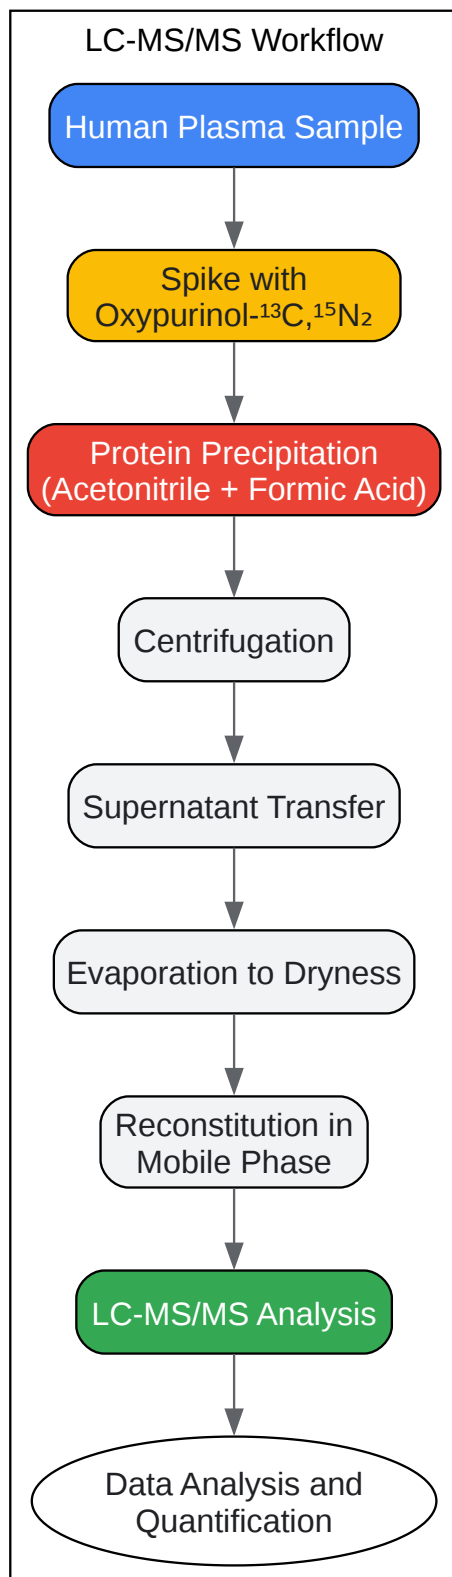 LC-MS/MS Workflow
Human Plasma Sample
Spike with
Oxypurinol-¹³C,¹⁵N₂
Protein Precipitation
(Acetonitrile + Formic Acid)
Centrifugation
Supernatant Transfer
Evaporation to Dryness
Reconstitution in
Mobile Phase
LC-MS/MS Analysis
Data Analysis and
Quantification